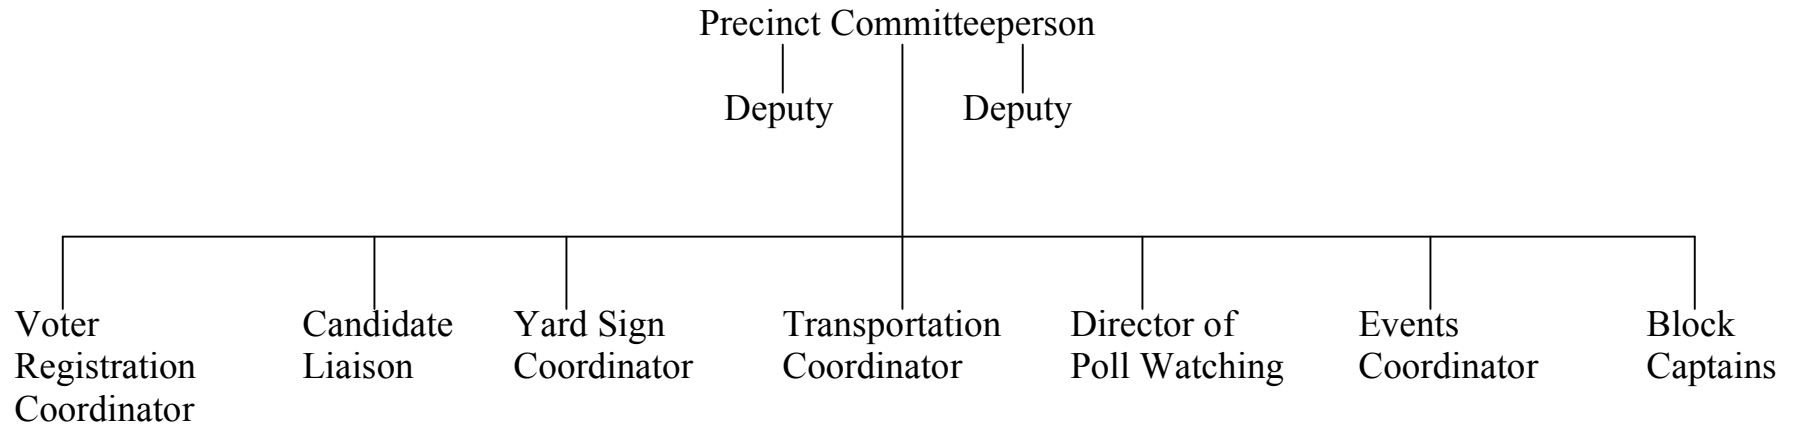 Precinct Committeeperson
Deputy
Deputy
Voter
Registration
Coordinator
Candidate
Liaison
Yard Sign
Coordinator
Transportation
Coordinator
Director of
Poll Watching
Events
Coordinator
Block
Captains